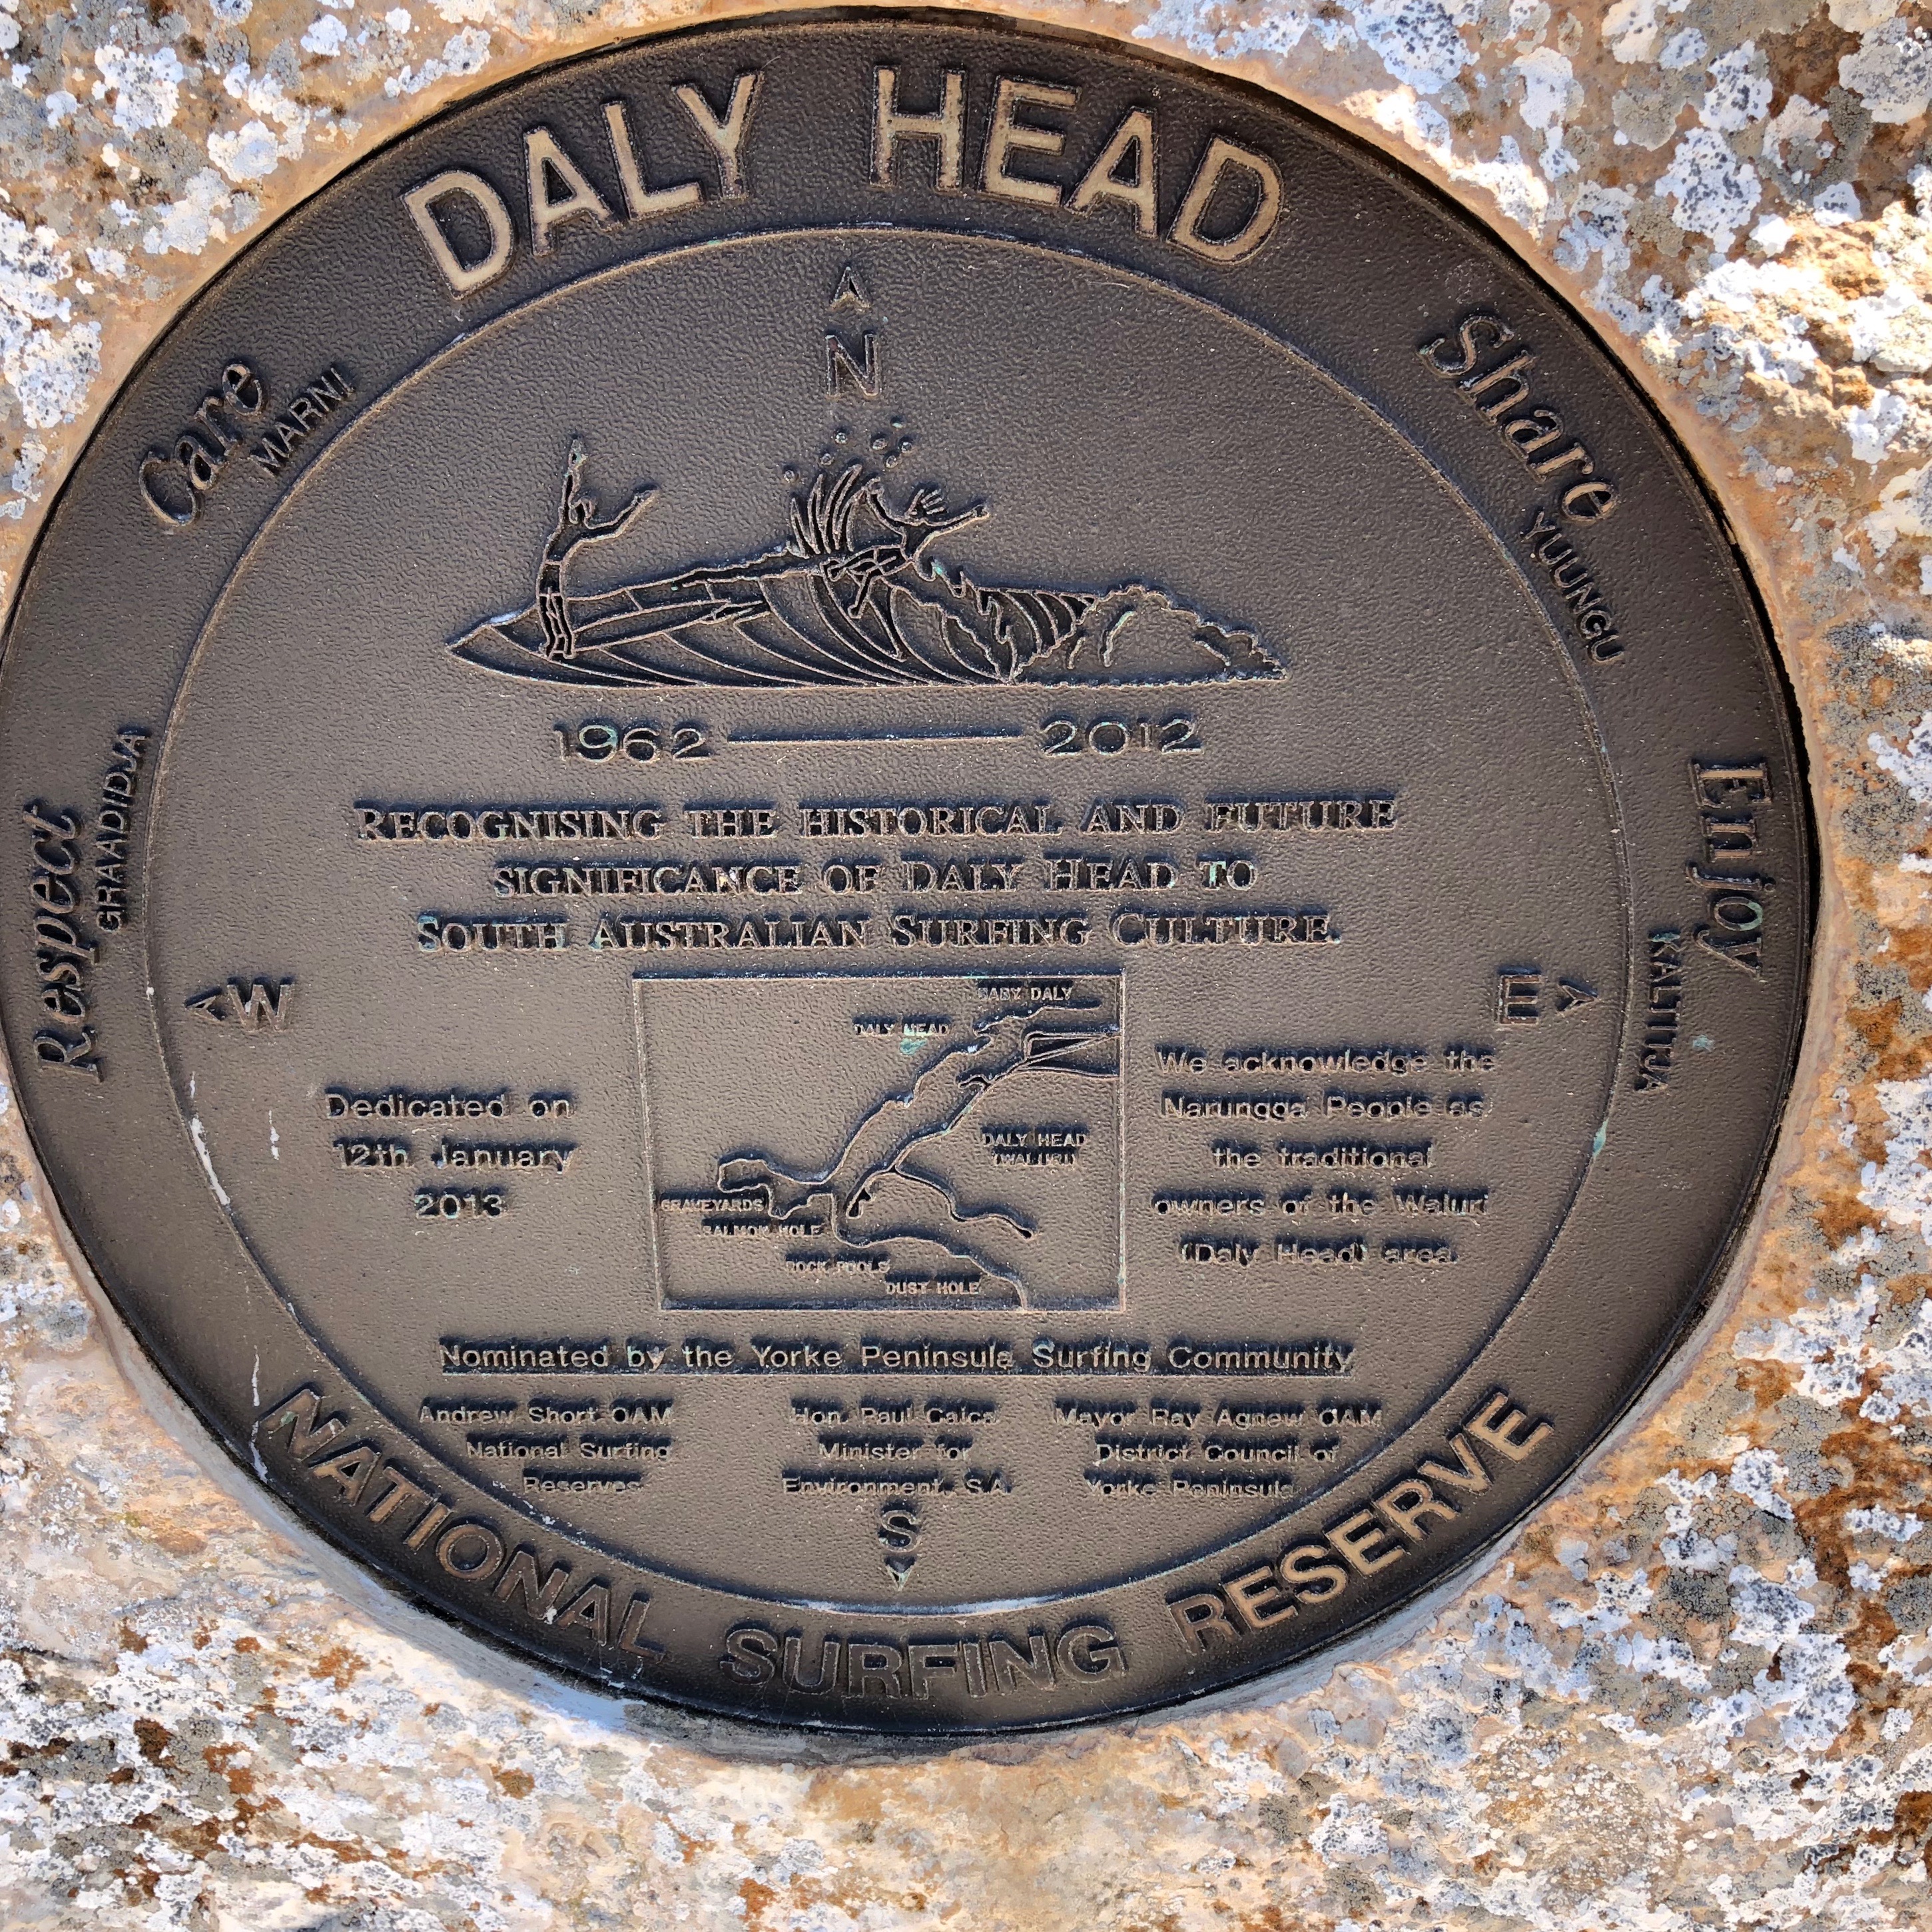 DALY HEAD
Care
MARNI
Share
YUUNGU
Respect
GRAADIDJA
Enjoy
KALITJA
N
1962 — 2012
RECOGNISING THE HISTORICAL AND FUTURE
SIGNIFICANCE OF DALY HEAD TO
SOUTH AUSTRALIAN SURFING CULTURE.
W
E
Dedicated on
12th January
2013
BABY DALY
DALY HEAD
DALY HEAD
(WALURI)
GRAVEYARDS
SALMON HOLE
ROCK POOLS
DUST HOLE
We acknowledge the
Narungga People as
the traditional
owners of the Waluri
(Daly Head) area.
Nominated by the Yorke Peninsula Surfing Community
Andrew Short OAM
National Surfing
Reserves
Hon. Paul Caica
Minister for
Environment, S.A.
Mayor Ray Agnew OAM
District Council of
Yorke Peninsula
S
NATIONAL SURFING RESERVE